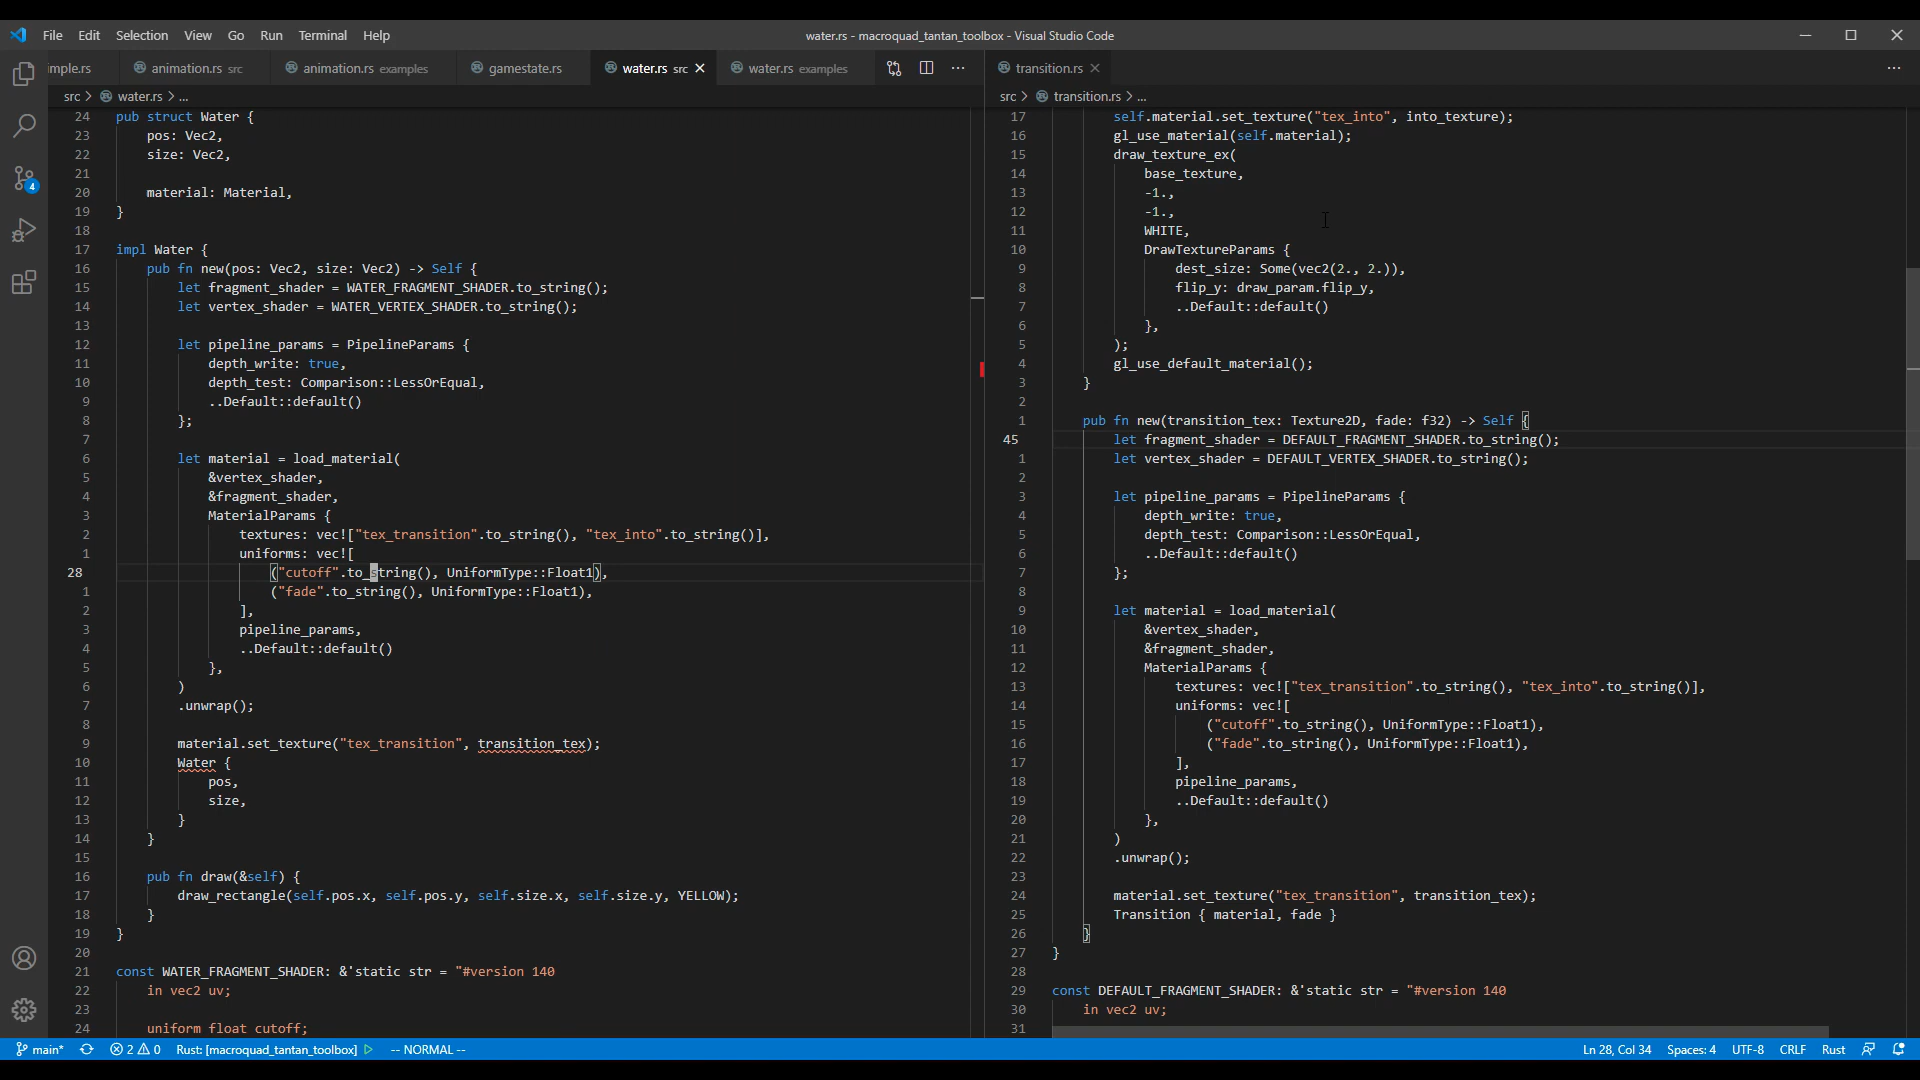 File Edit Selection View Go Run Terminal Help
water.rs - macroquad_tantan_toolbox - Visual Studio Code
imple.rs animation.rs src animation.rs examples gamestate.rs water.rs src water.rs examples
transition.rs
src > water.rs > ...
24 pub struct Water {
23 pos: Vec2,
22 size: Vec2,
21
20 material: Material,
19 }
18
17 impl Water {
16 pub fn new(pos: Vec2, size: Vec2) -> Self {
15 let fragment_shader = WATER_FRAGMENT_SHADER.to_string();
14 let vertex_shader = WATER_VERTEX_SHADER.to_string();
13
12 let pipeline_params = PipelineParams {
11 depth_write: true,
10 depth_test: Comparison::LessOrEqual,
9 ..Default::default()
8 };
7
6 let material = load_material(
5 &vertex_shader,
4 &fragment_shader,
3 MaterialParams {
2 textures: vec!["tex_transition".to_string(), "tex_into".to_string()],
1 uniforms: vec![
28 ("cutoff".to_string(), UniformType::Float1),
1 ("fade".to_string(), UniformType::Float1),
2 ],
3 pipeline_params,
4 ..Default::default()
5 },
6 )
7 .unwrap();
8
9 material.set_texture("tex_transition", transition_tex);
10 Water {
11 pos,
12 size,
13 }
14 }
15
16 pub fn draw(&self) {
17 draw_rectangle(self.pos.x, self.pos.y, self.size.x, self.size.y, YELLOW);
18 }
19 }
20
21 const WATER_FRAGMENT_SHADER: &'static str = "#version 140
22 in vec2 uv;
23
24 uniform float cutoff;
src > transition.rs > ...
17 self.material.set_texture("tex_into", into_texture);
16 gl_use_material(self.material);
15 draw_texture_ex(
14 base_texture,
13 -1.,
12 -1.,
11 WHITE,
10 DrawTextureParams {
9 dest_size: Some(vec2(2., 2.)),
8 flip_y: draw_param.flip_y,
7 ..Default::default()
6 },
5 );
4 gl_use_default_material();
3 }
2
1 pub fn new(transition_tex: Texture2D, fade: f32) -> Self {
45 let fragment_shader = DEFAULT_FRAGMENT_SHADER.to_string();
1 let vertex_shader = DEFAULT_VERTEX_SHADER.to_string();
2
3 let pipeline_params = PipelineParams {
4 depth_write: true,
5 depth_test: Comparison::LessOrEqual,
6 ..Default::default()
7 };
8
9 let material = load_material(
10 &vertex_shader,
11 &fragment_shader,
12 MaterialParams {
13 textures: vec!["tex_transition".to_string(), "tex_into".to_string()],
14 uniforms: vec![
15 ("cutoff".to_string(), UniformType::Float1),
16 ("fade".to_string(), UniformType::Float1),
17 ],
18 pipeline_params,
19 ..Default::default()
20 },
21 )
22 .unwrap();
23
24 material.set_texture("tex_transition", transition_tex);
25 Transition { material, fade }
26 }
27 }
28
29 const DEFAULT_FRAGMENT_SHADER: &'static str = "#version 140
30 in vec2 uv;
31
4
main* 2 0 Rust: [macroquad_tantan_toolbox] -- NORMAL --
Ln 28, Col 34 Spaces: 4 UTF-8 CRLF Rust